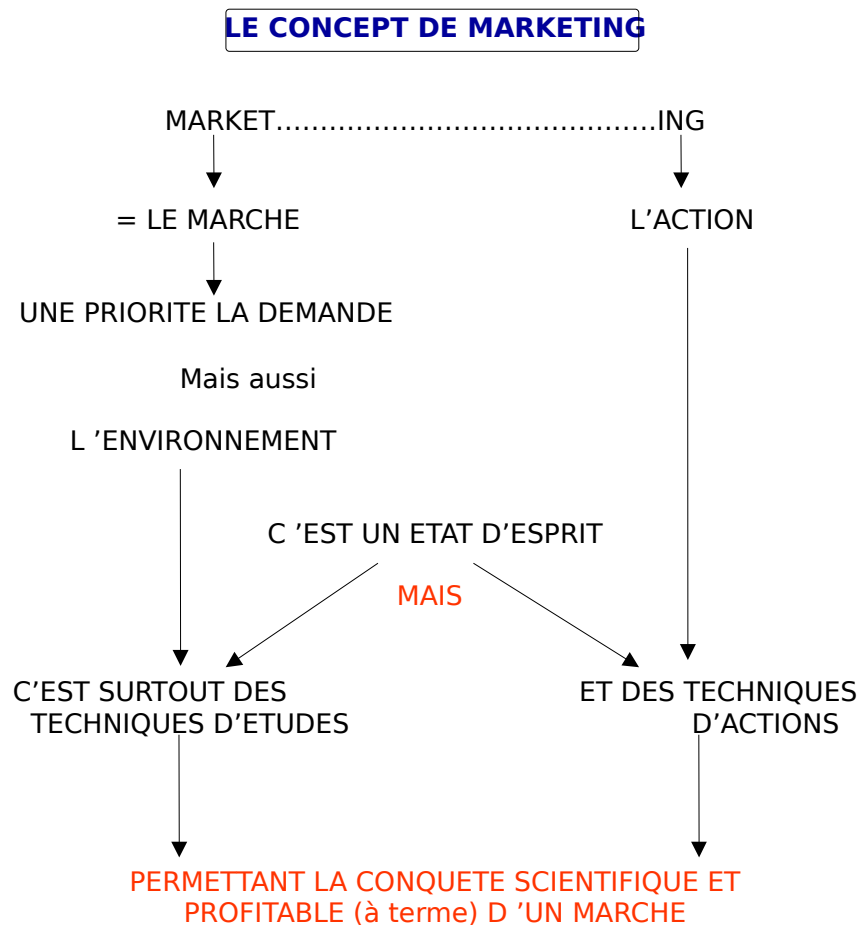 LE CONCEPT DE MARKETING
MARKET...........................................ING
= LE MARCHE
L’ACTION
UNE PRIORITE LA DEMANDE
Mais aussi
L ’ENVIRONNEMENT
C ’EST UN ETAT D’ESPRIT
MAIS
C’EST SURTOUT DES
TECHNIQUES D’ETUDES
ET DES TECHNIQUES
D’ACTIONS
PERMETTANT LA CONQUETE SCIENTIFIQUE ET
PROFITABLE (à terme) D ’UN MARCHE